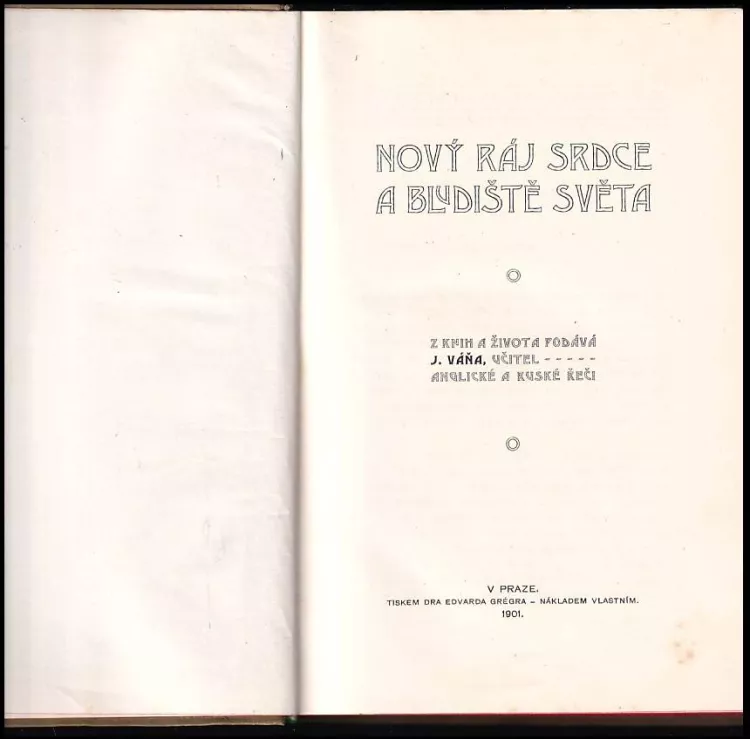 NOVÝ RÁJ SRDCE
A BLUDIŠTĚ SVĚTA
Z KNIH A ŽIVOTA PODÁVÁ
J. VÁŇA, UČITEL - - - - -
ANGLICKÉ A RUSKÉ ŘEČI
V PRAZE.
TISKEM DRA EDVARDA GRÉGRA – NÁKLADEM VLASTNÍM.
1901.